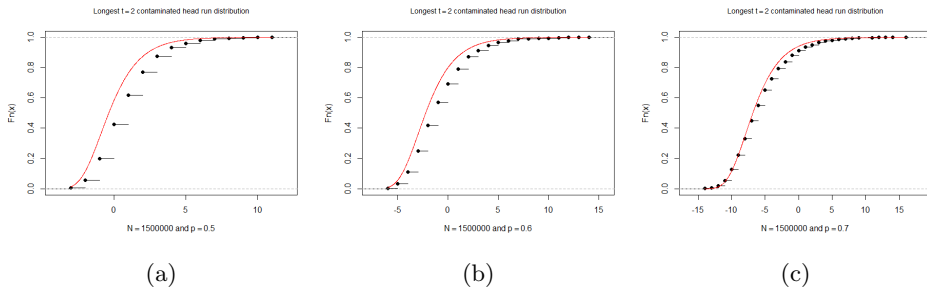 Longest t = 2 contaminated head run distribution
Fn(x)
1.0
0.8
0.6
0.4
0.2
0.0
0
5
10
N = 1500000 and p = 0.5
(a)
Longest t = 2 contaminated head run distribution
Fn(x)
1.0
0.8
0.6
0.4
0.2
0.0
-5
0
5
10
15
N = 1500000 and p = 0.6
(b)
Longest t = 2 contaminated head run distribution
Fn(x)
1.0
0.8
0.6
0.4
0.2
0.0
-15
-10
-5
0
5
10
15
N = 1500000 and p = 0.7
(c)